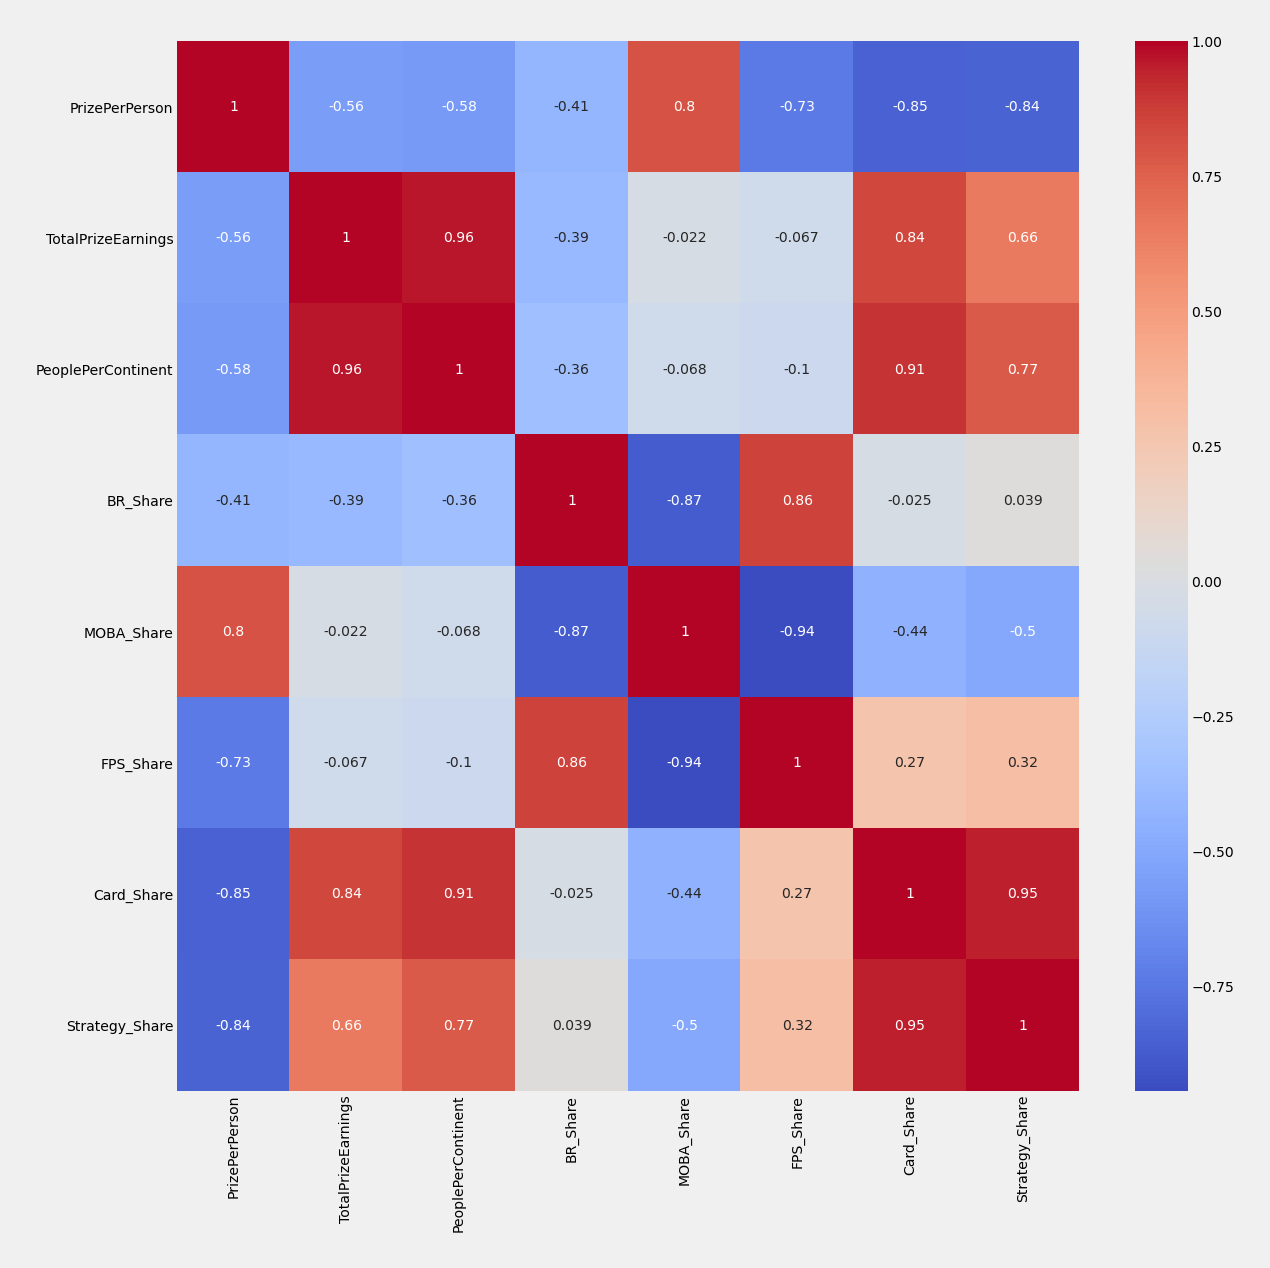 PrizePerPerson 1 -0.56 -0.58 -0.41 0.8 -0.73 -0.85 -0.84
TotalPrizeEarnings -0.56 1 0.96 -0.39 -0.022 -0.067 0.84 0.66
PeoplePerContinent -0.58 0.96 1 -0.36 -0.068 -0.1 0.91 0.77
BR_Share -0.41 -0.39 -0.36 1 -0.87 0.86 -0.025 0.039
MOBA_Share 0.8 -0.022 -0.068 -0.87 1 -0.94 -0.44 -0.5
FPS_Share -0.73 -0.067 -0.1 0.86 -0.94 1 0.27 0.32
Card_Share -0.85 0.84 0.91 -0.025 -0.44 0.27 1 0.95
Strategy_Share -0.84 0.66 0.77 0.039 -0.5 0.32 0.95 1
PrizePerPerson
TotalPrizeEarnings
PeoplePerContinent
BR_Share
MOBA_Share
FPS_Share
Card_Share
Strategy_Share
1.00
0.75
0.50
0.25
0.00
−0.25
−0.50
−0.75